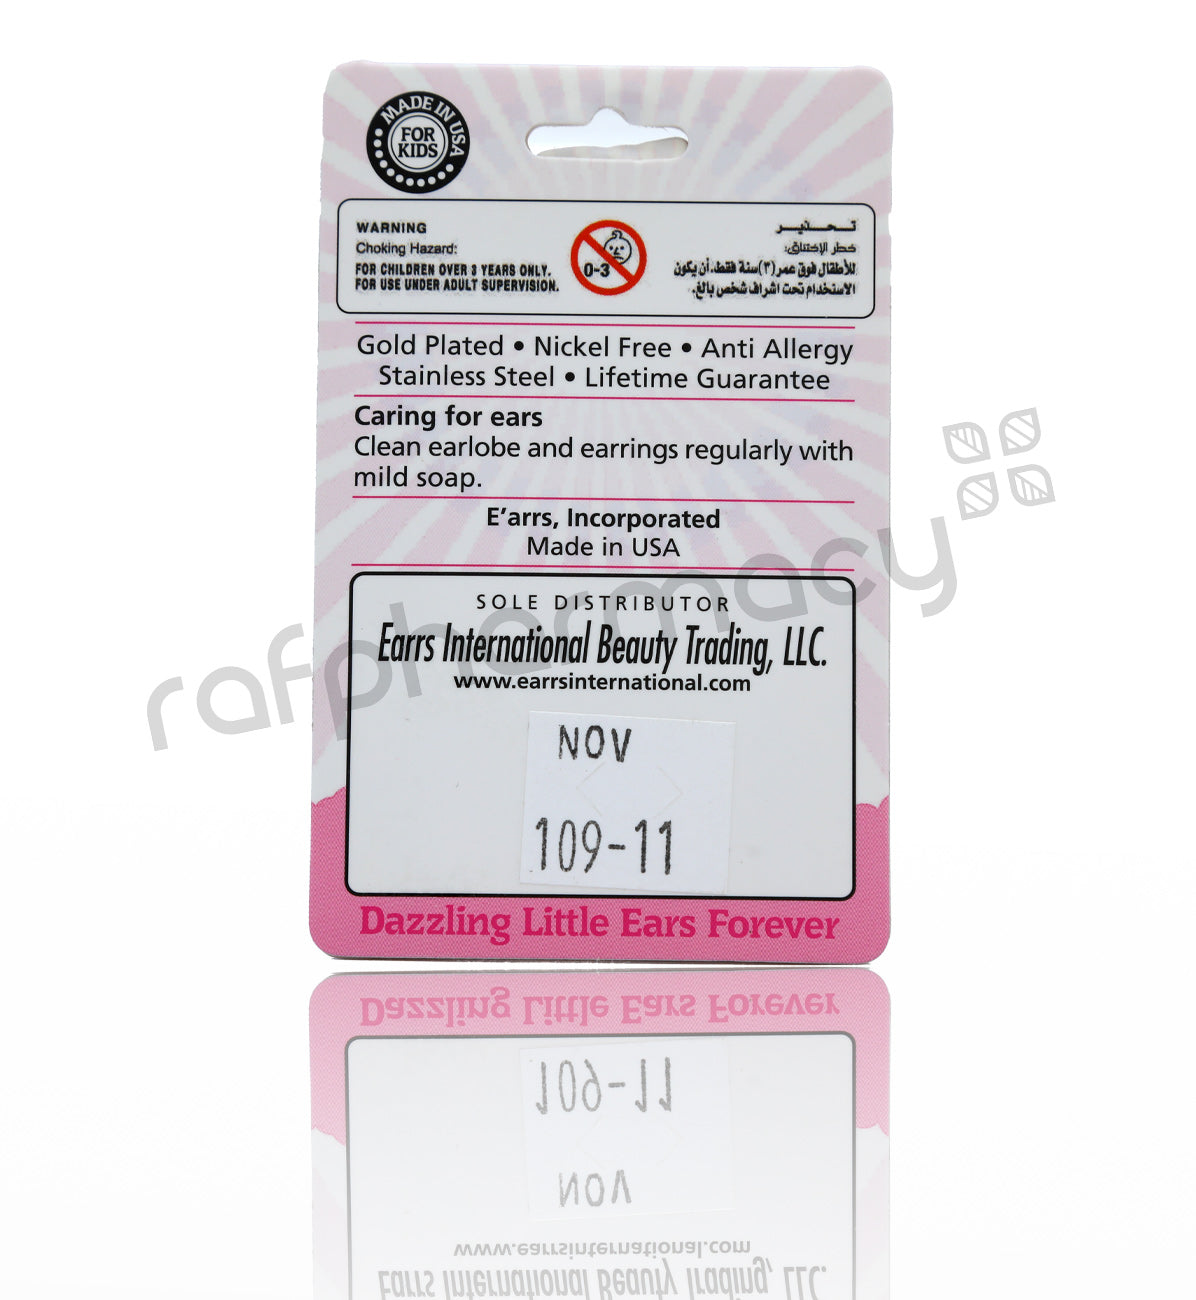 MADE IN USA
FOR
KIDS
WARNING
Choking Hazard:
FOR CHILDREN OVER 3 YEARS ONLY.
FOR USE UNDER ADULT SUPERVISION.
0-3
تحذير
خطر الإختناق:
للأطفال فوق عمر (٣) سنة فقط، أن يكون
الاستخدام تحت اشراف شخص بالغ.
Gold Plated • Nickel Free • Anti Allergy
Stainless Steel • Lifetime Guarantee
Caring for ears
Clean earlobe and earrings regularly with
mild soap.
E'arrs, Incorporated
Made in USA
SOLE DISTRIBUTOR
Earrs International Beauty Trading, LLC.
www.earrsinternational.com
NOV
109-11
Dazzling Little Ears Forever
rafpharmacy